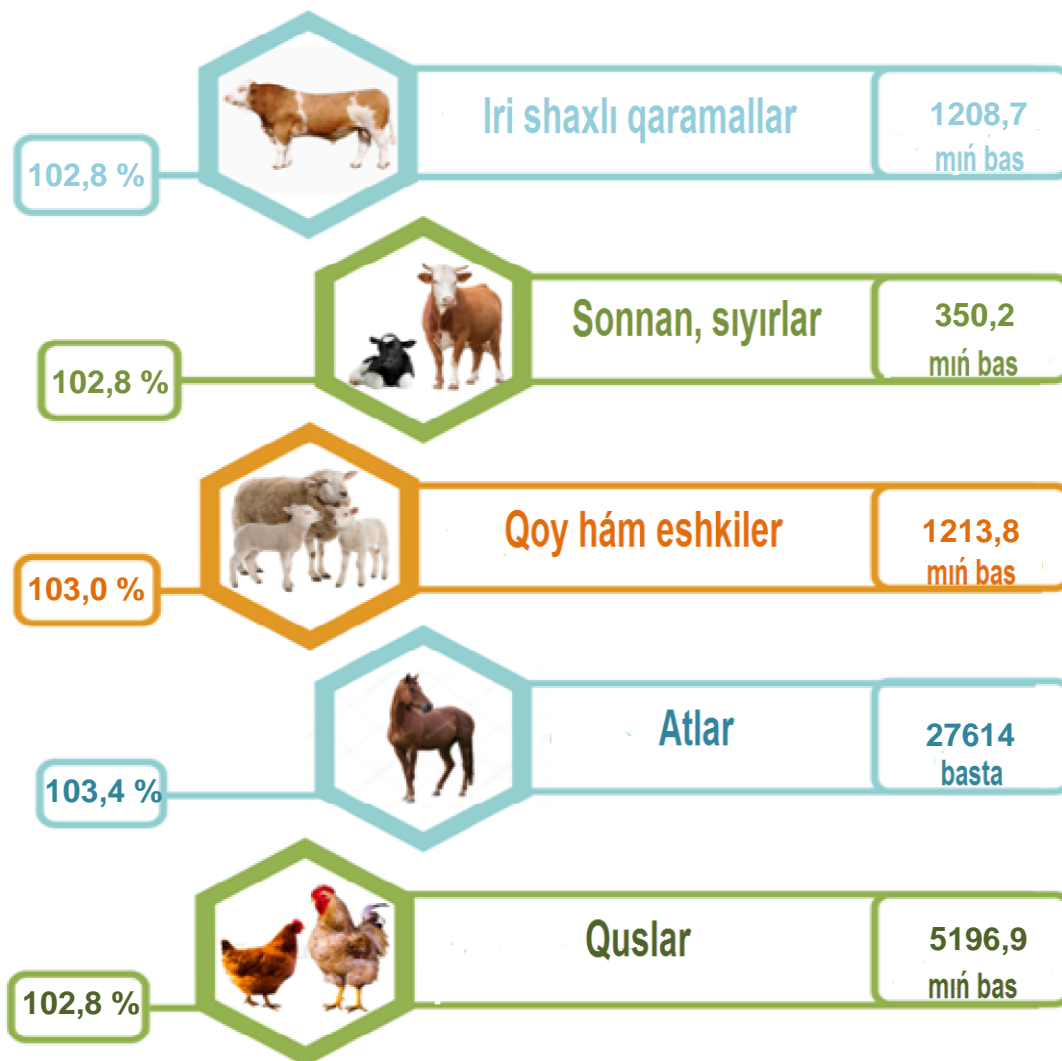 Iri shaxlı qaramallar
1208,7
mıń bas
102,8 %
Sonnan, sıyırlar
350,2
mıń bas
102,8 %
Qoy hám eshkiler
1213,8
mıń bas
103,0 %
Atlar
27614
basta
103,4 %
Quslar
5196,9
mıń bas
102,8 %